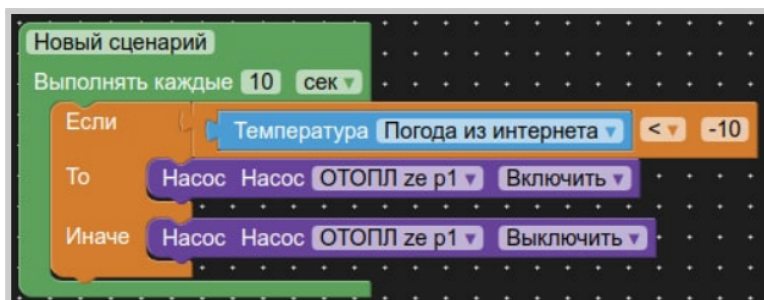 Новый сценарий
Выполнять каждые 10 сек
Если Температура Погода из интернета < -10
То Насос Насос ОТОПЛ ze p1 Включить
Иначе Насос Насос ОТОПЛ ze p1 Выключить